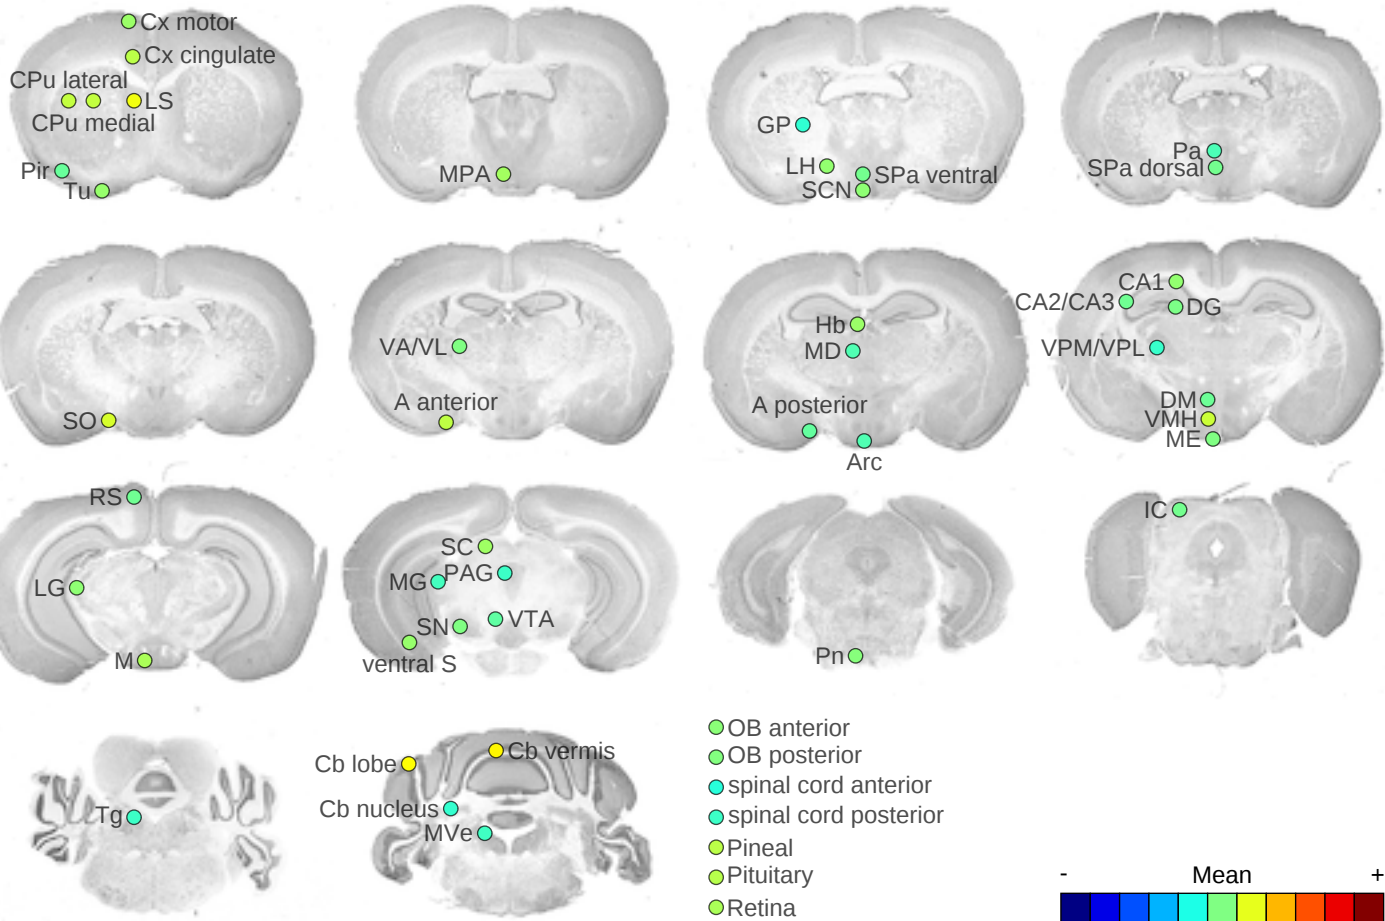 Cx motor
Cx cingulate
CPu lateral
LS
CPu medial
Pir
Tu
MPA
GP
LH
SPa ventral
SCN
Pa
SPa dorsal
SO
VA/VL
A anterior
Hb
MD
A posterior
Arc
CA1
CA2/CA3
DG
VPM/VPL
DM
VMH
ME
RS
LG
M
SC
MG
PAG
SN
VTA
ventral S
Pn
IC
Tg
Cb lobe
Cb vermis
Cb nucleus
MVe
OB anterior
OB posterior
spinal cord anterior
spinal cord posterior
Pineal
Pituitary
Retina
- Mean +